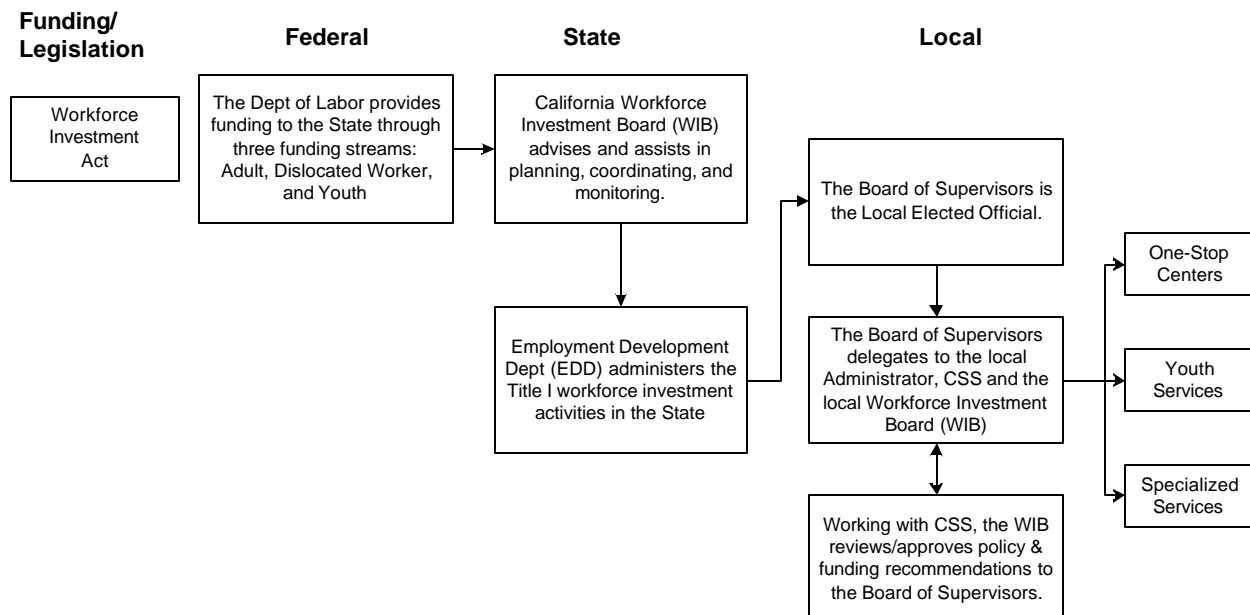 Funding/
Legislation
Federal
State
Local
Workforce
Investment
Act
The Dept of Labor provides
funding to the State through
three funding streams:
Adult, Dislocated Worker,
and Youth
California Workforce
Investment Board (WIB)
advises and assists in
planning, coordinating, and
monitoring.
Employment Development
Dept (EDD) administers the
Title I workforce investment
activities in the State
The Board of Supervisors is
the Local Elected Official.
The Board of Supervisors
delegates to the local
Administrator, CSS and the
local Workforce Investment
Board (WIB)
Working with CSS, the WIB
reviews/approves policy &
funding recommendations to
the Board of Supervisors.
One-Stop
Centers
Youth
Services
Specialized
Services